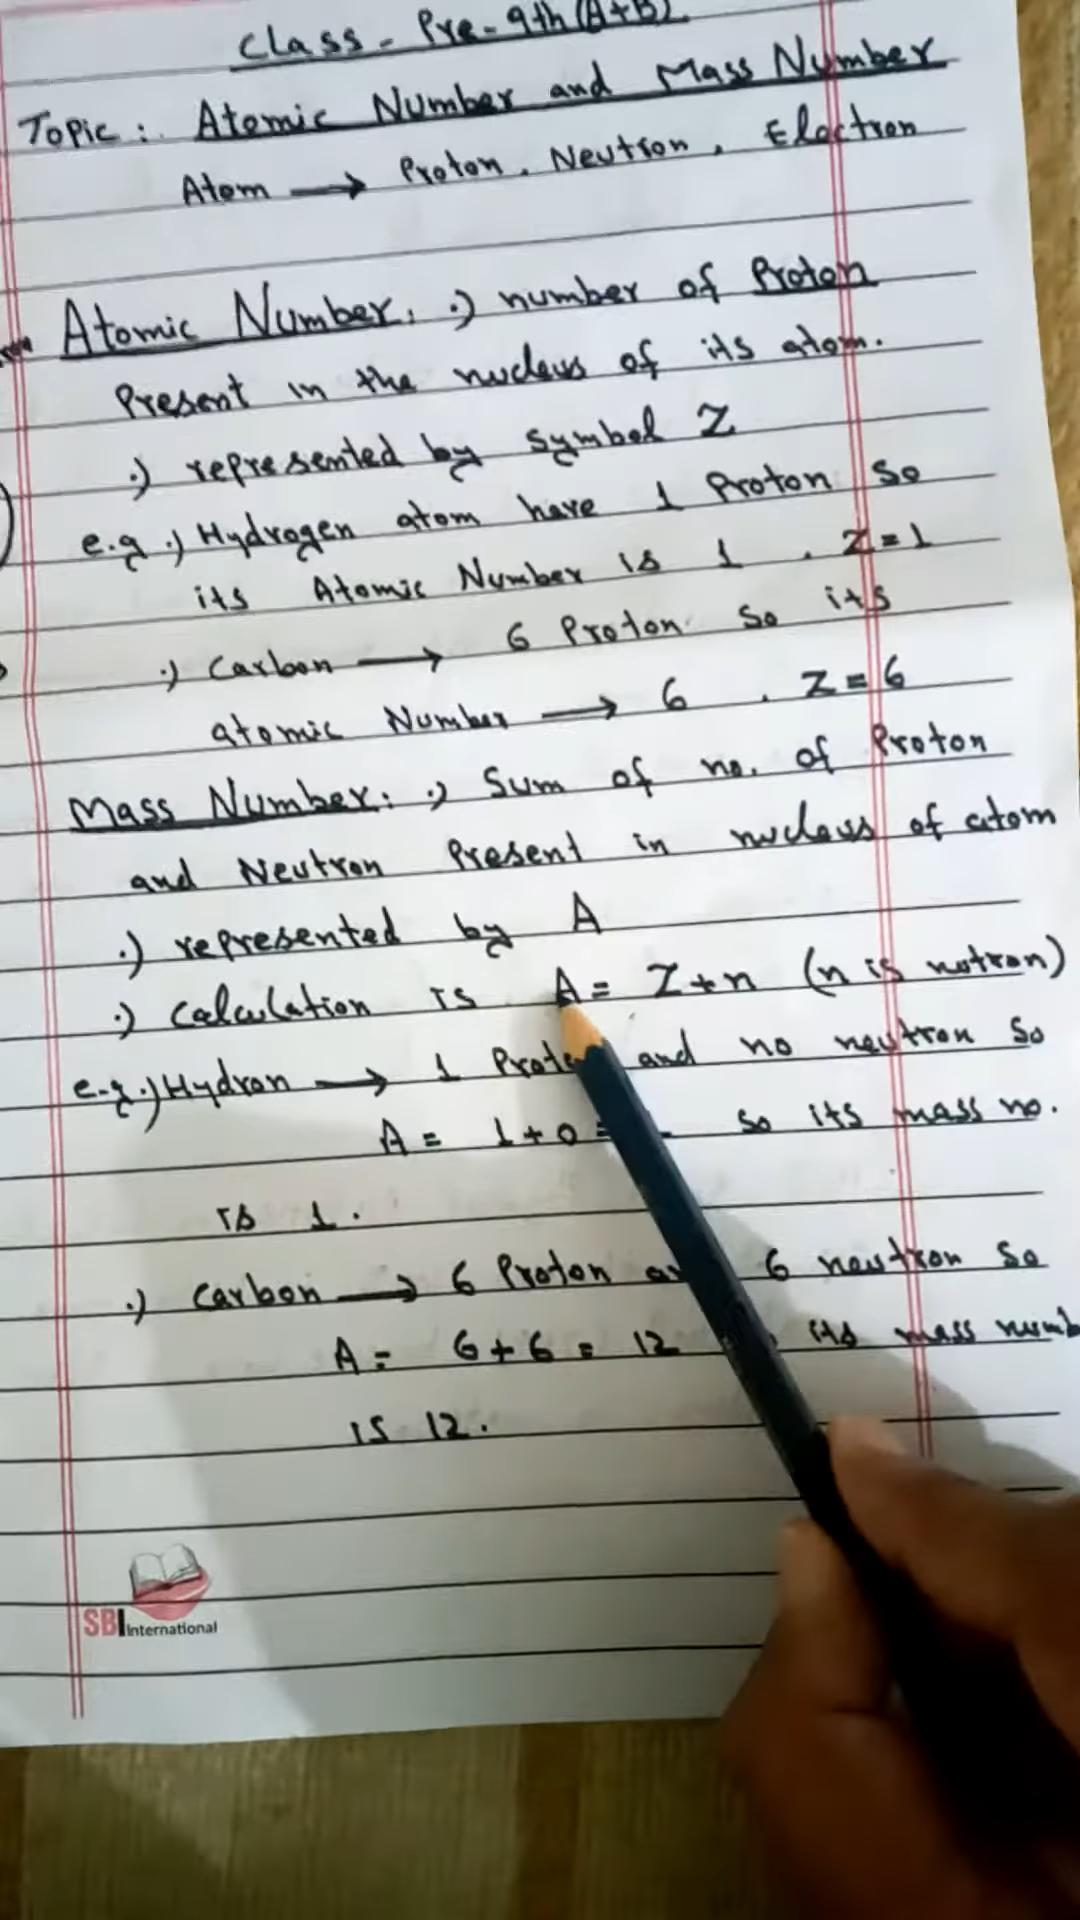 Class - Pre-9th (A+B)
Topic: Atomic Number and Mass Number
Atom → Proton, Neutron, Electron
Atomic Number: .) number of Proton
Present in the nucleus of its atom.
.) represented by symbol Z
e.g .) Hydrogen atom have 1 Proton so
its Atomic Number is 1 . Z=1
.) Carbon → 6 Proton so its
atomic Number → 6 . Z=6
Mass Number: .) Sum of no. of Proton
and Neutron Present in nucleus of atom
.) represented by A
.) Calculation is A = Z+n (n is notron)
e.g.) Hydron → 1 Proton and no neutron so
A = 1+0 = so its mass no.
is 1.
.) Carbon → 6 Proton 6 neutron so
A = 6+6 = 12 its mass numb
is 12.
SBI International